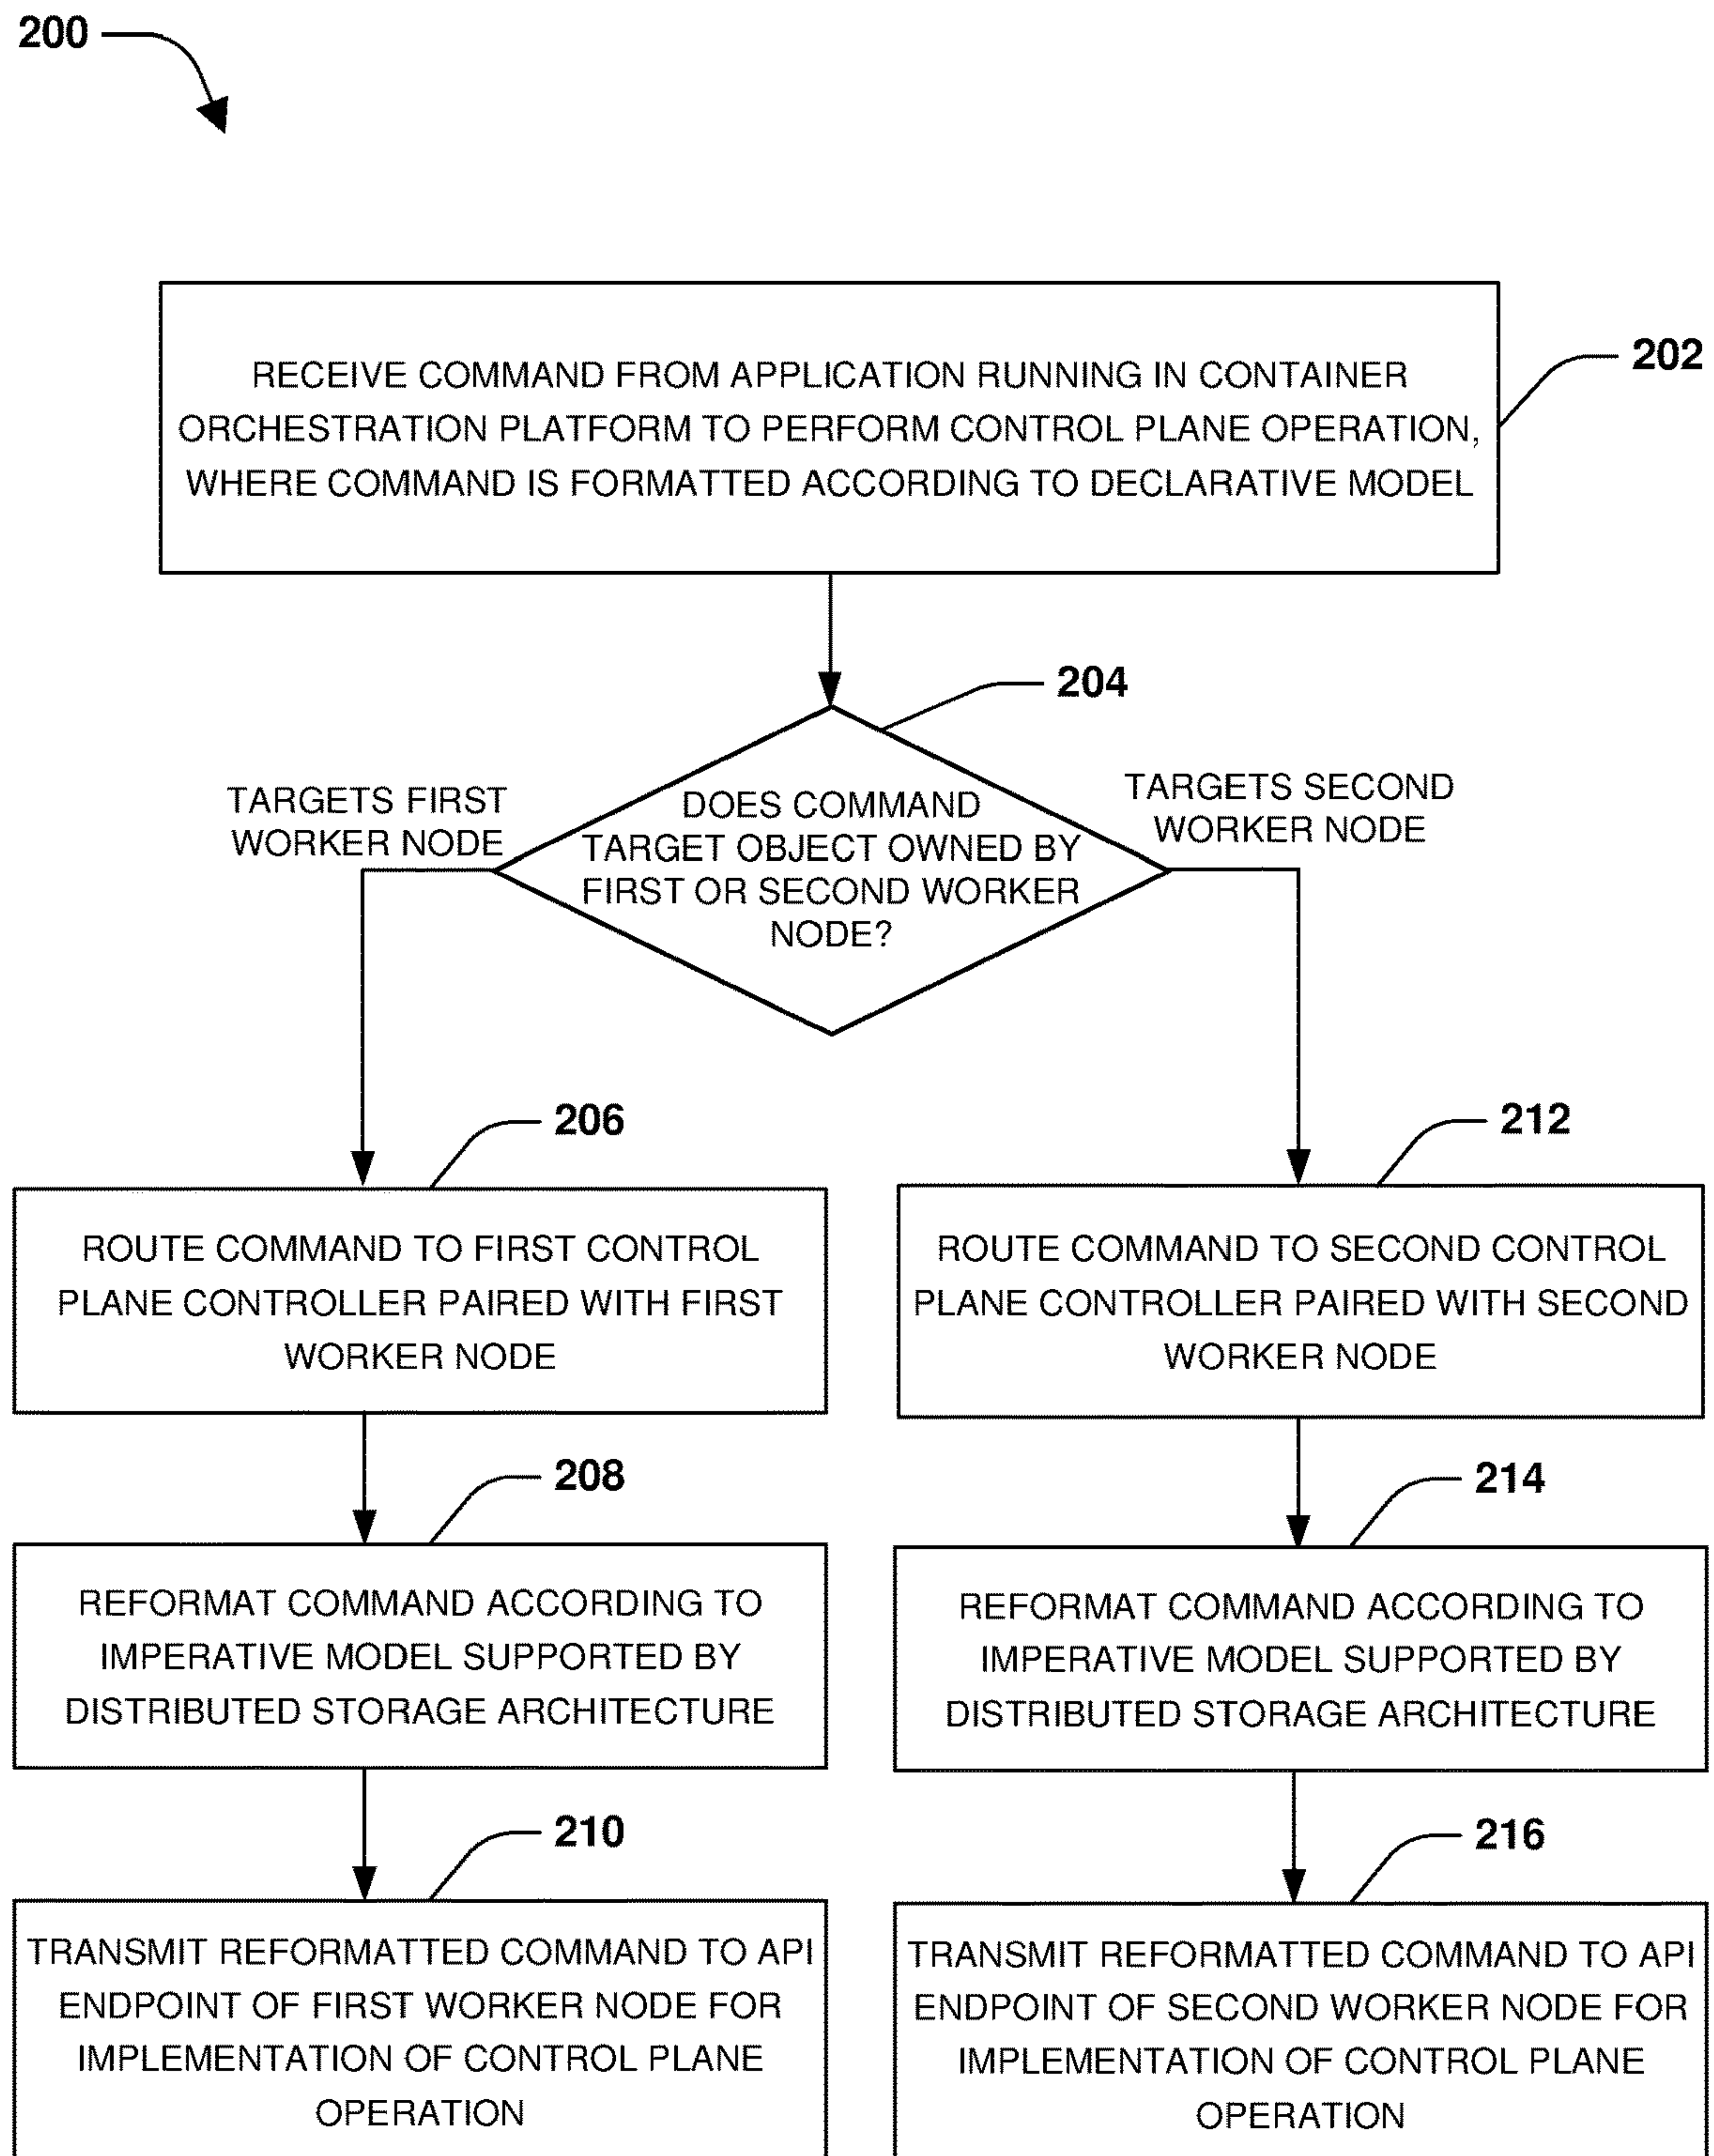 200
RECEIVE COMMAND FROM APPLICATION RUNNING IN CONTAINER
ORCHESTRATION PLATFORM TO PERFORM CONTROL PLANE OPERATION,
WHERE COMMAND IS FORMATTED ACCORDING TO DECLARATIVE MODEL
202
204
TARGETS FIRST
WORKER NODE
DOES COMMAND
TARGET OBJECT OWNED BY
FIRST OR SECOND WORKER
NODE?
TARGETS SECOND
WORKER NODE
206
ROUTE COMMAND TO FIRST CONTROL
PLANE CONTROLLER PAIRED WITH FIRST
WORKER NODE
212
ROUTE COMMAND TO SECOND CONTROL
PLANE CONTROLLER PAIRED WITH SECOND
WORKER NODE
208
REFORMAT COMMAND ACCORDING TO
IMPERATIVE MODEL SUPPORTED BY
DISTRIBUTED STORAGE ARCHITECTURE
214
REFORMAT COMMAND ACCORDING TO
IMPERATIVE MODEL SUPPORTED BY
DISTRIBUTED STORAGE ARCHITECTURE
210
TRANSMIT REFORMATTED COMMAND TO API
ENDPOINT OF FIRST WORKER NODE FOR
IMPLEMENTATION OF CONTROL PLANE
OPERATION
216
TRANSMIT REFORMATTED COMMAND TO API
ENDPOINT OF SECOND WORKER NODE FOR
IMPLEMENTATION OF CONTROL PLANE
OPERATION